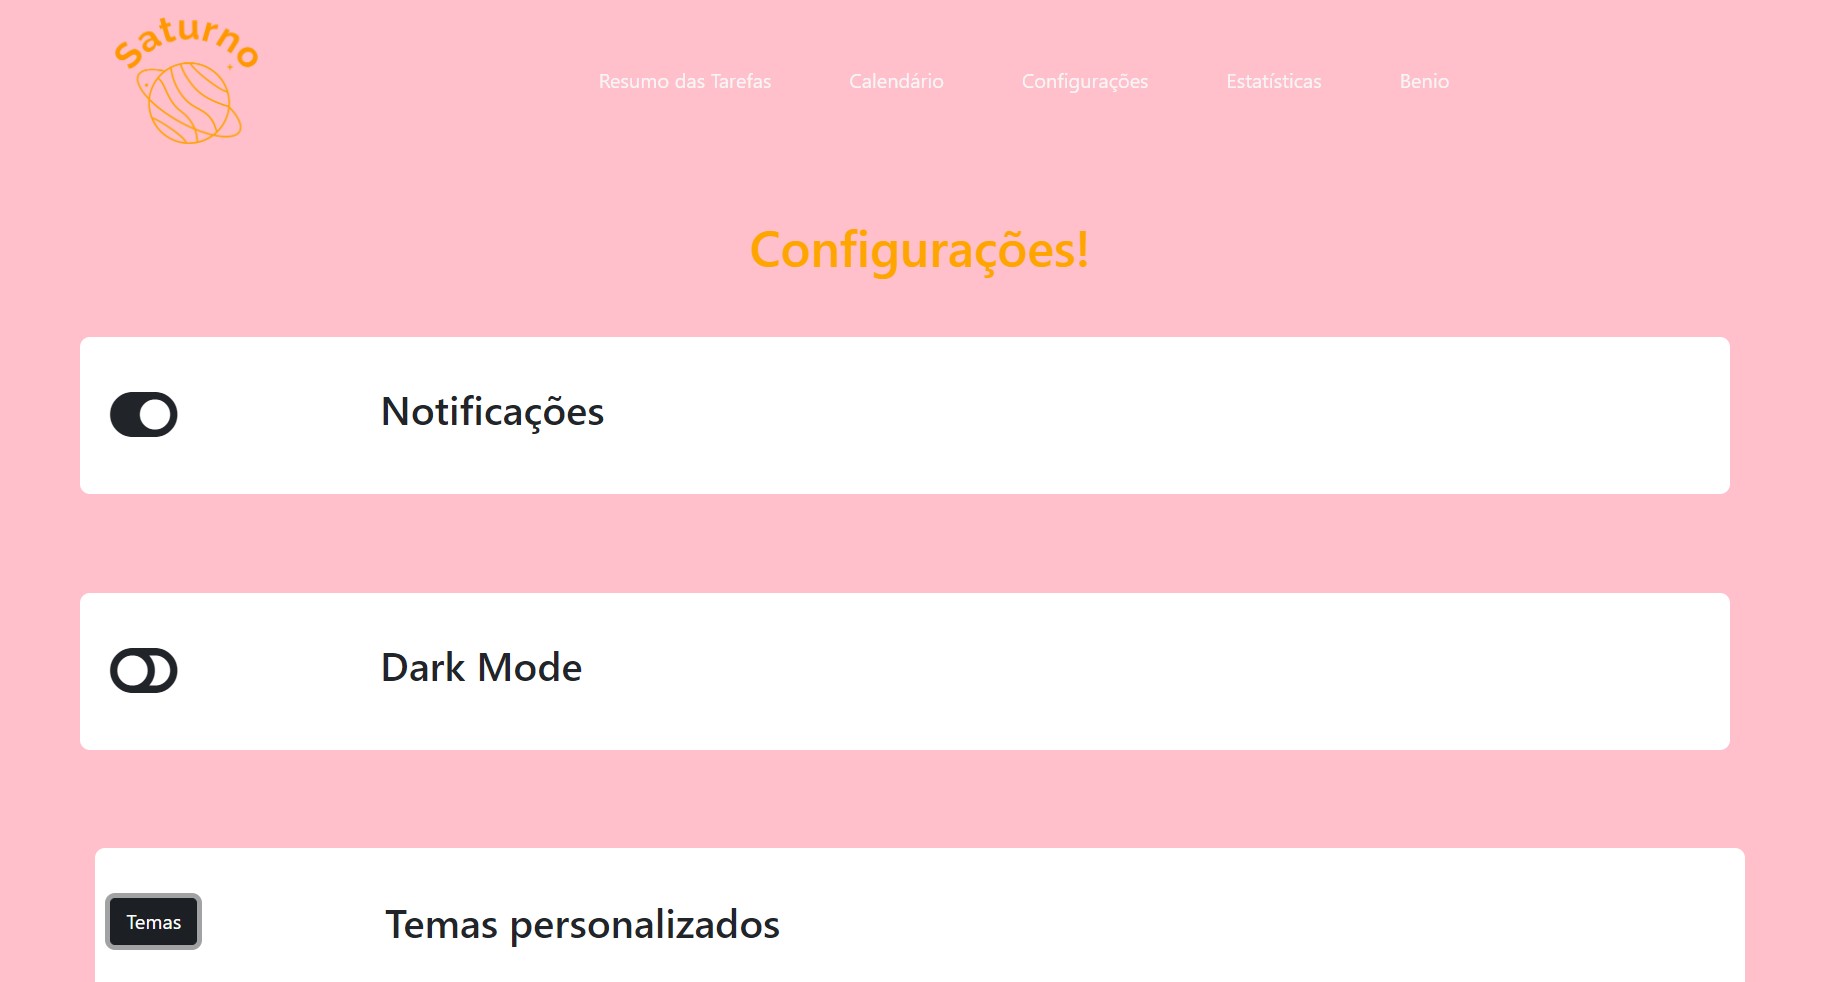 Saturno
Resumo das Tarefas Calendário Configurações Estatísticas Benio
Configurações!
Notificações
Dark Mode
Temas Temas personalizados